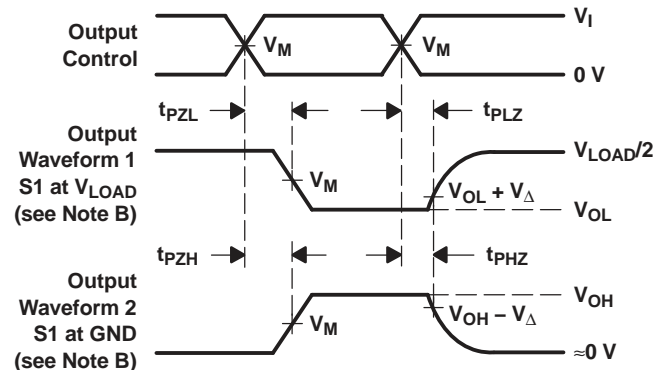 Output
Control
V_M
V_M
V_I
0 V
t_PZL
t_PLZ
Output
Waveform 1
S1 at V_LOAD
(see Note B)
V_M
V_LOAD/2
V_OL + V_Δ
V_OL
t_PZH
t_PHZ
Output
Waveform 2
S1 at GND
(see Note B)
V_M
V_OH
V_OH − V_Δ
≈0 V